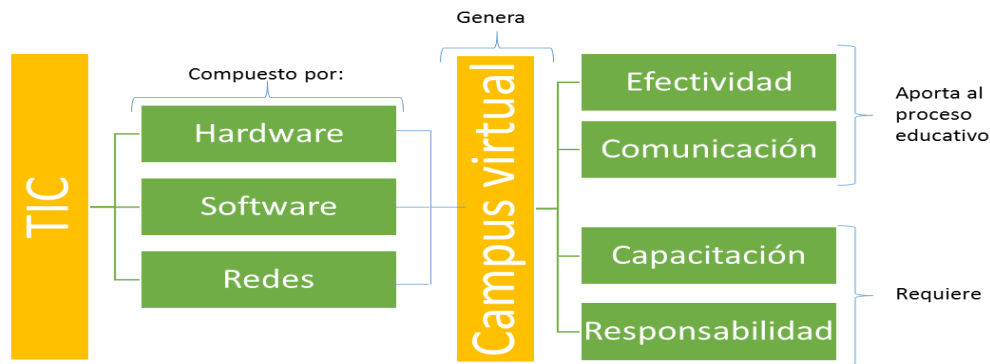 Genera
TIC
Compuesto por:
Hardware
Software
Redes
Campus virtual
Efectividad
Comunicación
Aporta al
proceso
educativo
Capacitación
Responsabilidad
Requiere